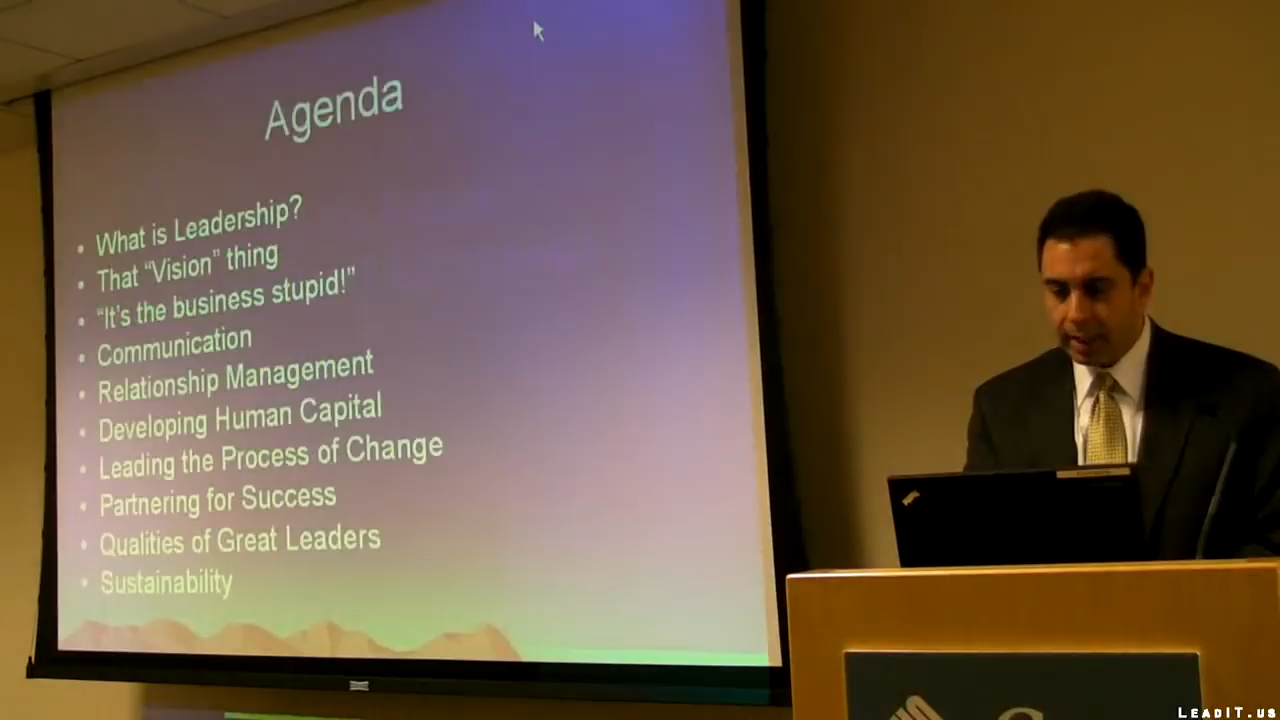 Agenda
• What is Leadership?
• That “Vision” thing
• “It's the business stupid!”
• Communication
• Relationship Management
• Developing Human Capital
• Leading the Process of Change
• Partnering for Success
• Qualities of Great Leaders
• Sustainability
LEADIT.US